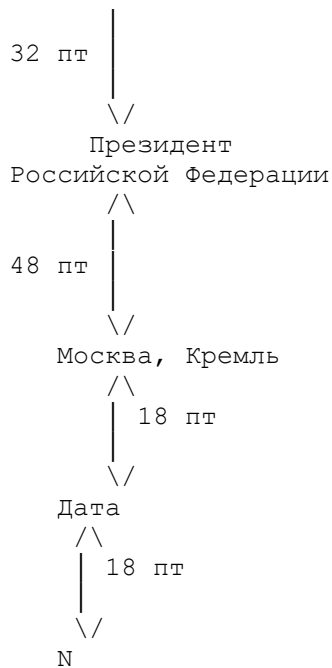 32 пт
Президент
Российской Федерации
48 пт
Москва, Кремль
18 пт
Дата
18 пт
N